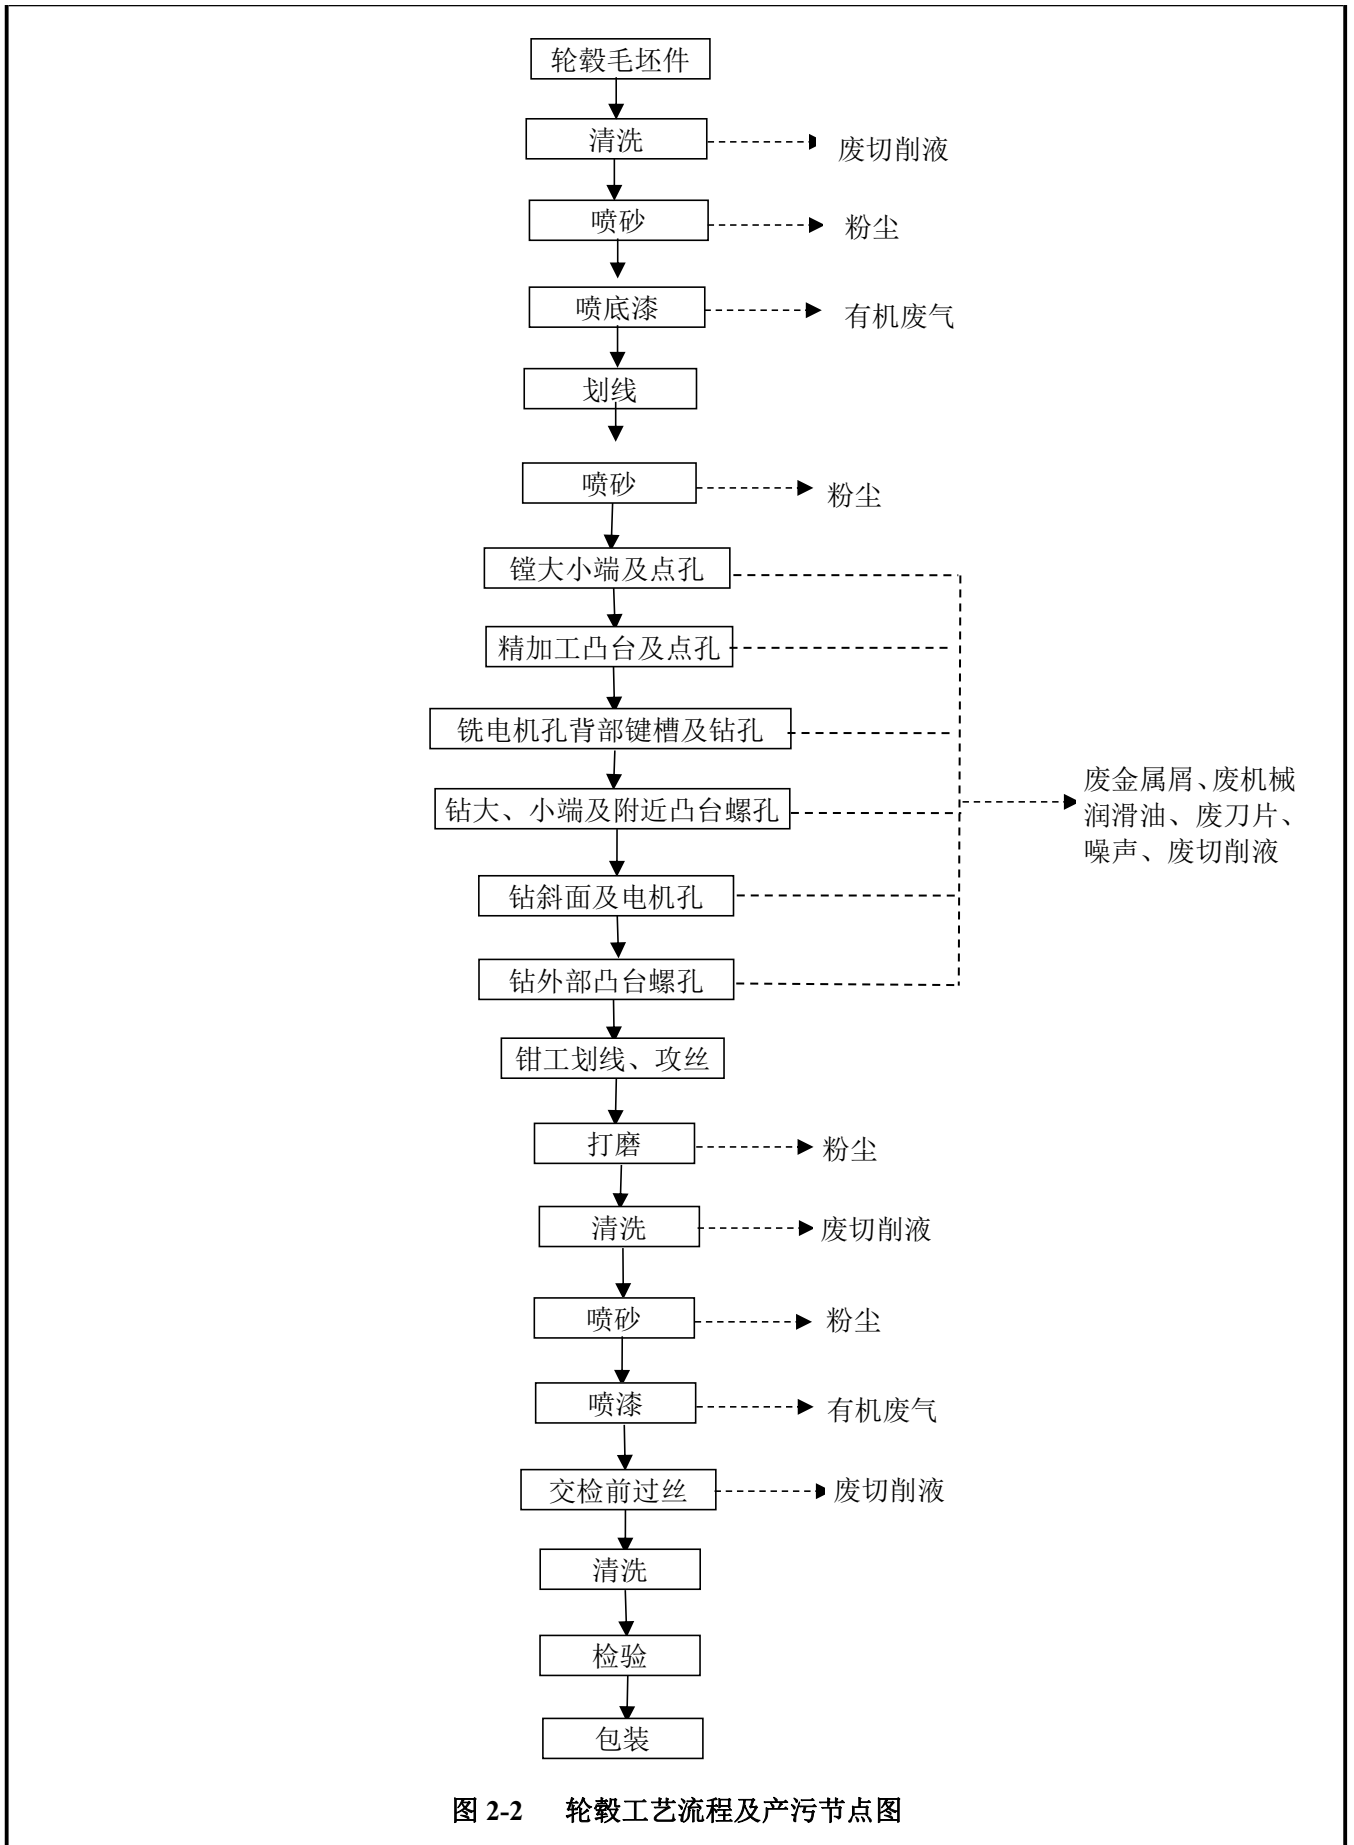 轮毂毛坯件
清洗
废切削液
喷砂
粉尘
喷底漆
有机废气
划线
喷砂
粉尘
镗大小端及点孔
精加工凸台及点孔
铣电机孔背部键槽及钻孔
钻大、小端及附近凸台螺孔
废金属屑、废机械
润滑油、废刀片、
噪声、废切削液
钻斜面及电机孔
钻外部凸台螺孔
钳工划线、攻丝
打磨
粉尘
清洗
废切削液
喷砂
粉尘
喷漆
有机废气
交检前过丝
废切削液
清洗
检验
包装
图 2-2 轮毂工艺流程及产污节点图